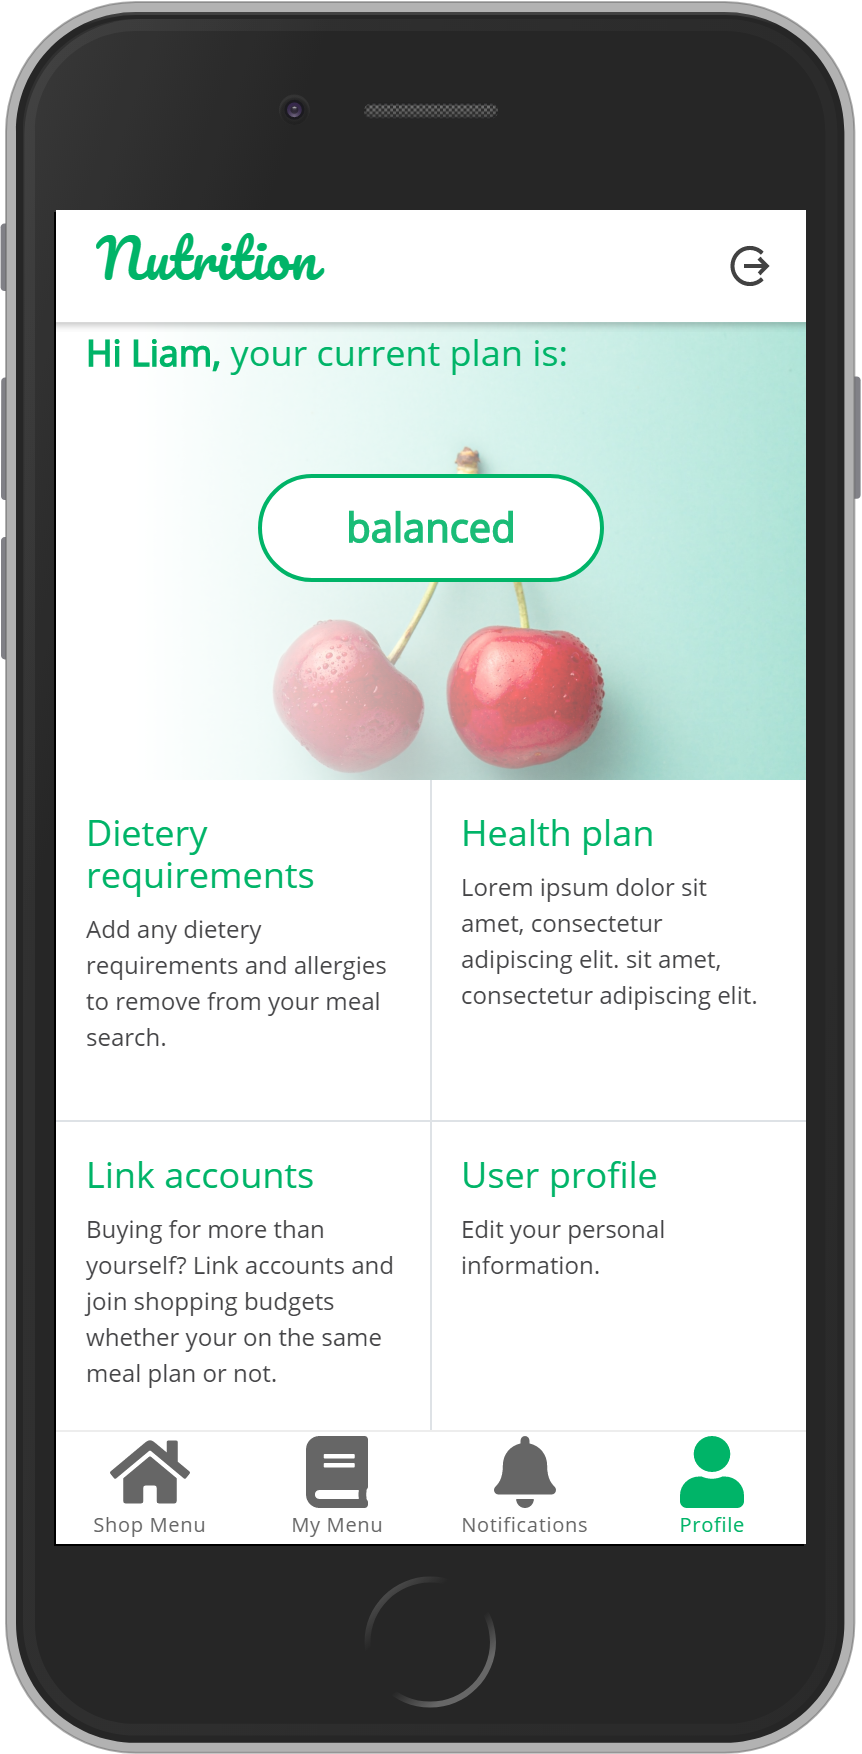 Nutrition
Hi Liam, your current plan is:
balanced
Dietery
requirements
Add any dietery
requirements and allergies
to remove from your meal
search.
Health plan
Lorem ipsum dolor sit
amet, consectetur
adipiscing elit. sit amet,
consectetur adipiscing elit.
Link accounts
Buying for more than
yourself? Link accounts and
join shopping budgets
whether your on the same
meal plan or not.
User profile
Edit your personal
information.
Shop Menu
My Menu
Notifications
Profile